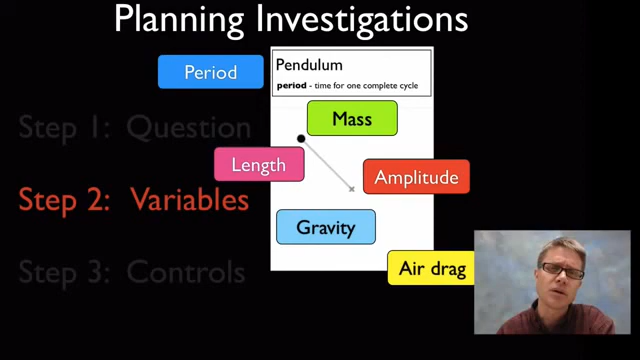 Planning Investigations
Period
Pendulum
period - time for one complete cycle
Mass
Step 1: Question
Length
Amplitude
Step 2: Variables
Gravity
Step 3: Controls
Air drag